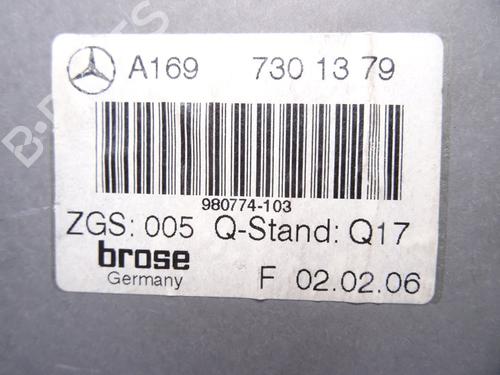 A169 730 13 79
980774-103
ZGS: 005 Q-Stand: Q17
brose
Germany F 02.02.06